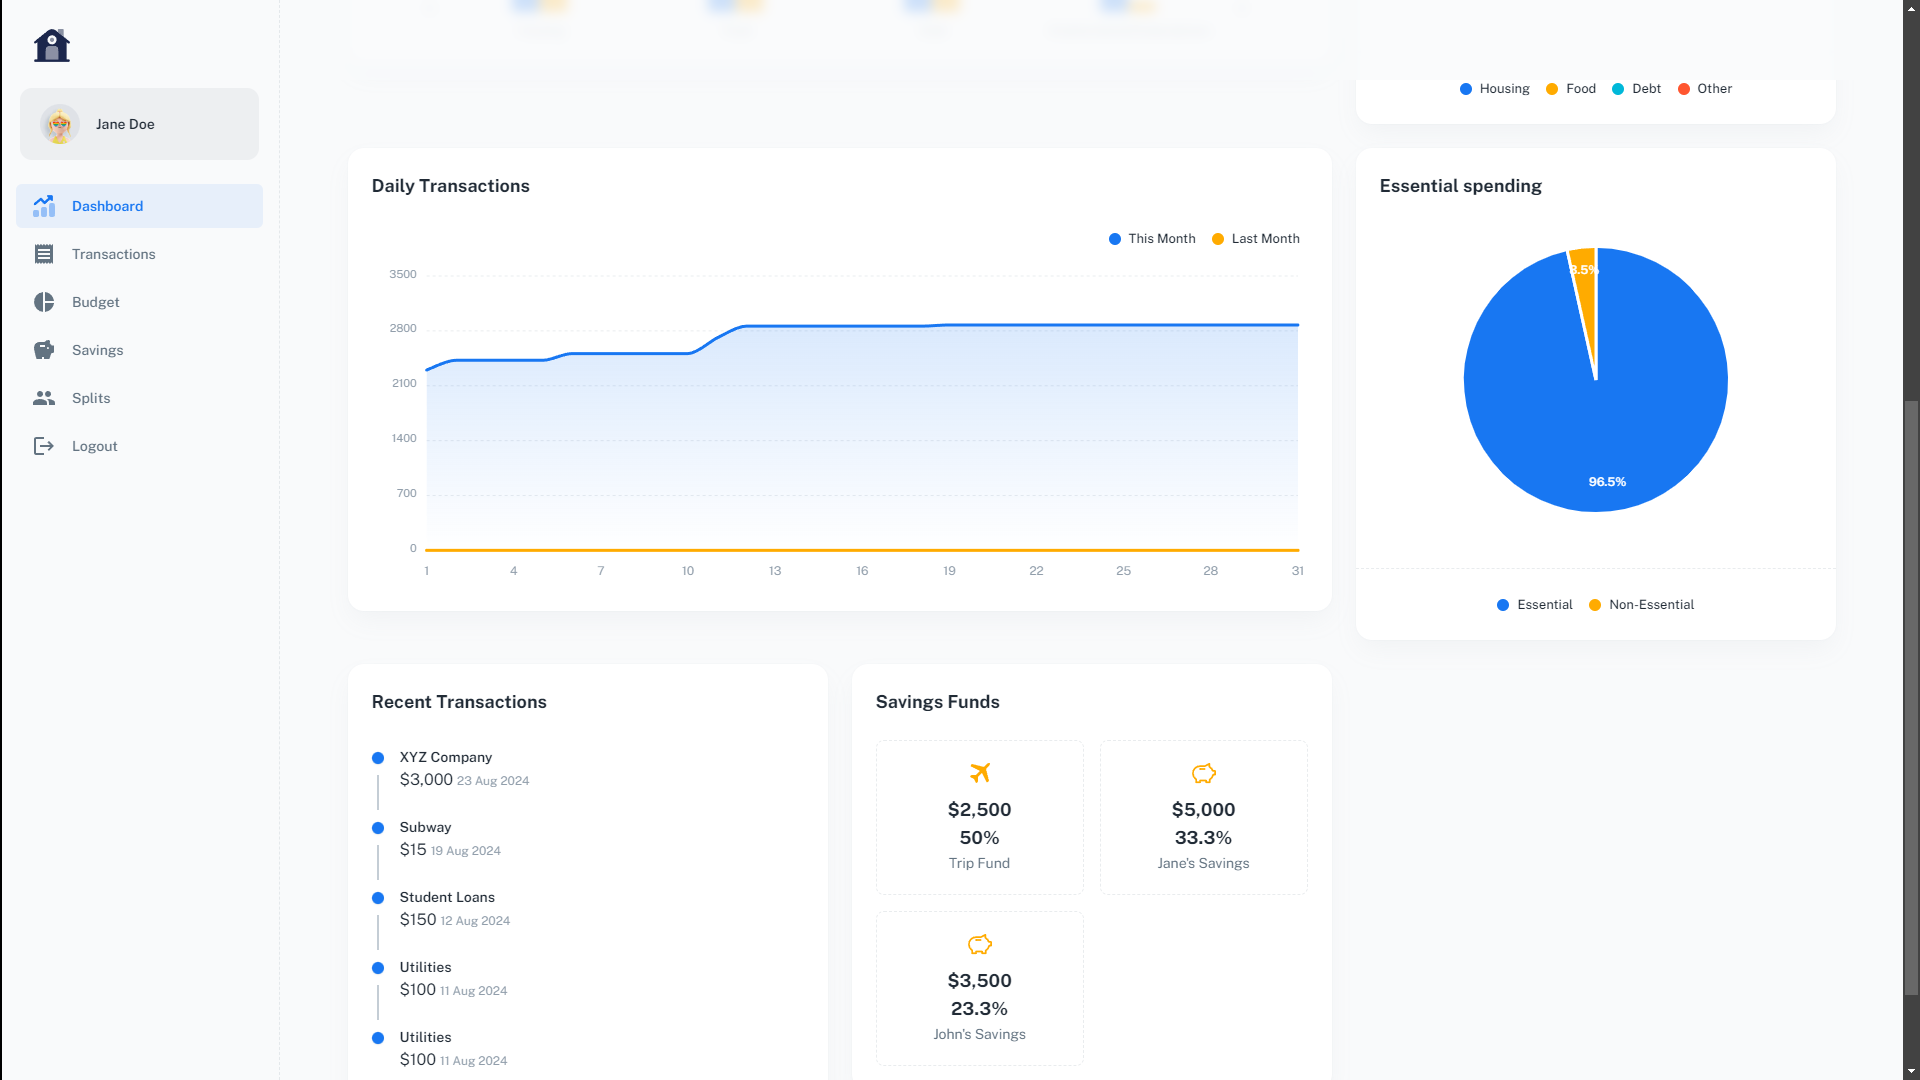 Jane Doe
Dashboard
Transactions
Budget
Savings
Splits
Logout
Housing Food Debt Other
Daily Transactions
This Month Last Month
3500
2800
2100
1400
700
0
1 4 7 10 13 16 19 22 25 28 31
Essential spending
3.5%
96.5%
Essential Non-Essential
Recent Transactions
XYZ Company
$3,000 23 Aug 2024
Subway
$15 19 Aug 2024
Student Loans
$150 12 Aug 2024
Utilities
$100 11 Aug 2024
Utilities
$100 11 Aug 2024
Savings Funds
$2,500
50%
Trip Fund
$5,000
33.3%
Jane's Savings
$3,500
23.3%
John's Savings